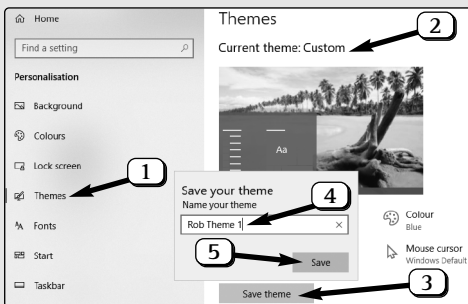 Home
Find a setting
Personalisation
Background
Colours
Lock screen
Themes
Fonts
Start
Taskbar
1
Themes
Current theme: Custom
2
Aa
Save your theme
Name your theme
Rob Theme 1
4
5
Save
Colour
Blue
Mouse cursor
Windows Default
Save theme
3